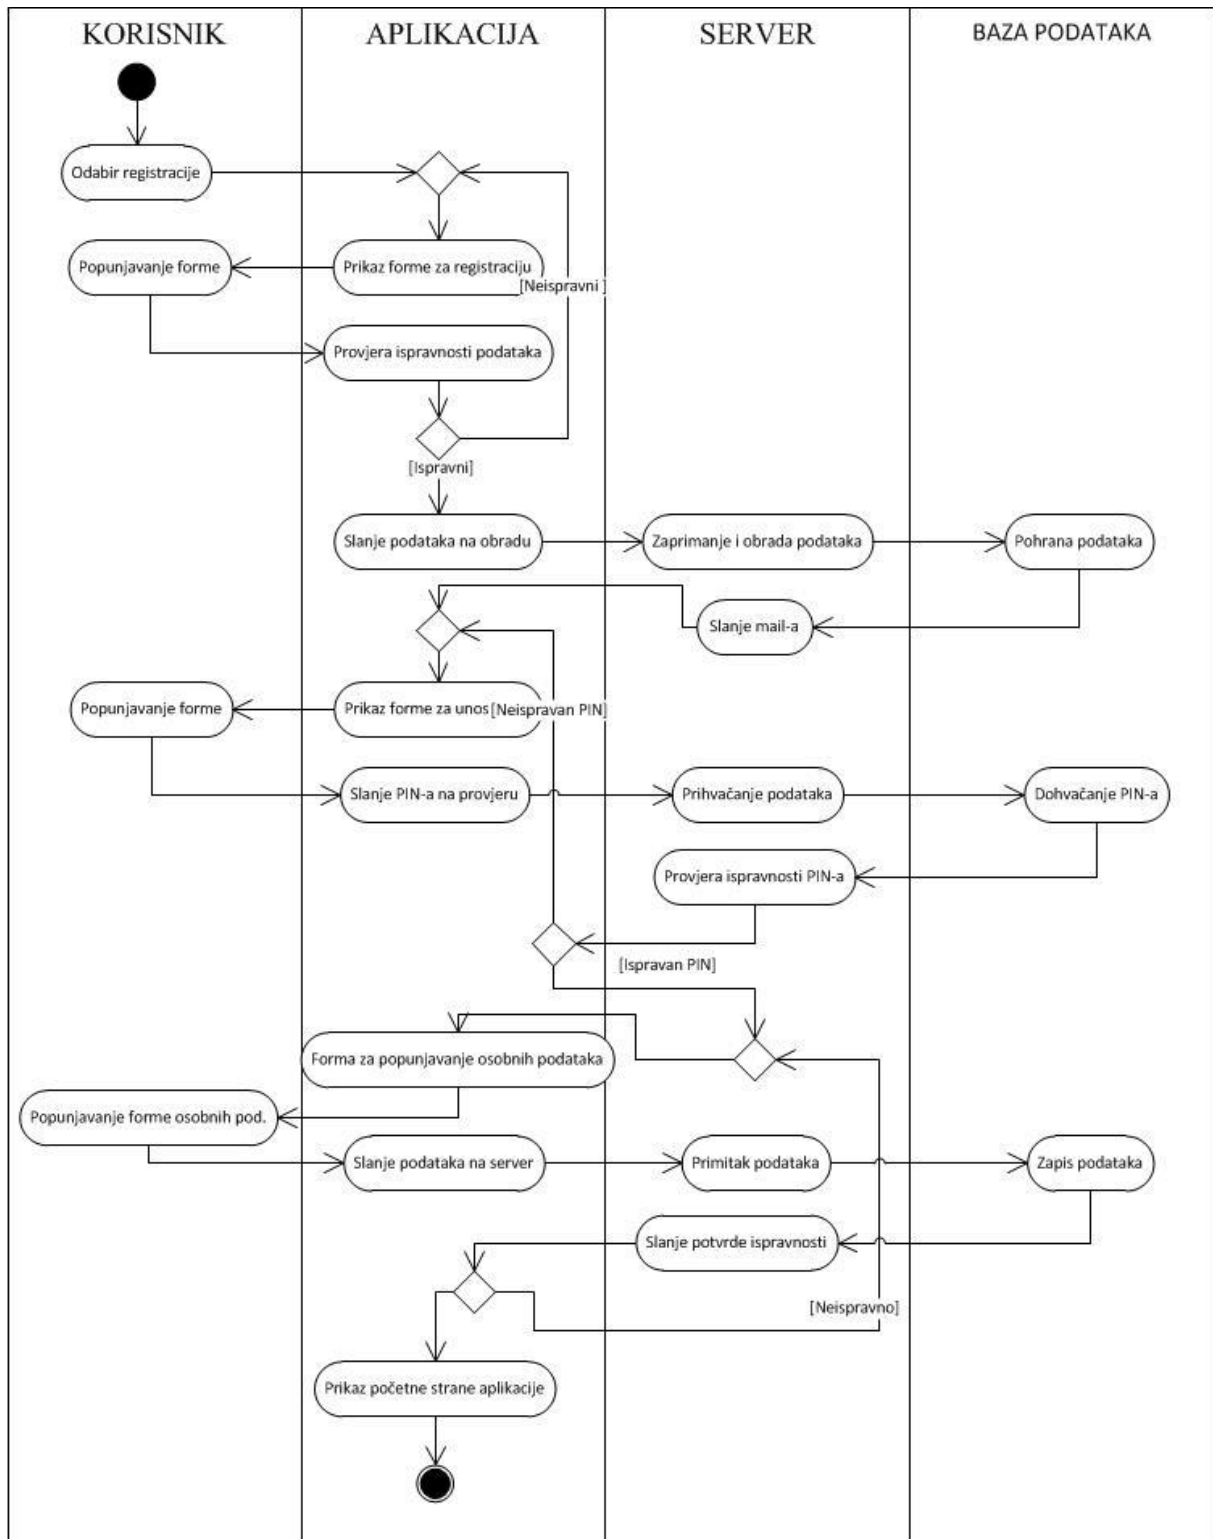 KORISNIK
APLIKACIJA
SERVER
BAZA PODATAKA
Odabir registracije
Popunjavanje forme
Prikaz forme za registraciju
[Neispravni ]
Provjera ispravnosti podataka
[Ispravni]
Slanje podataka na obradu
Zaprimanje i obrada podataka
Pohrana podataka
Slanje mail-a
Popunjavanje forme
Prikaz forme za unos
[Neispravan PIN]
Slanje PIN-a na provjeru
Prihvačanje podataka
Dohvačanje PIN-a
Provjera ispravnosti PIN-a
[Ispravan PIN]
Forma za popunjavanje osobnih podataka
Popunjavanje forme osobnih pod.
Slanje podataka na server
Primitak podataka
Zapis podataka
Slanje potvrde ispravnosti
[Neispravno]
Prikaz početne strane aplikacije